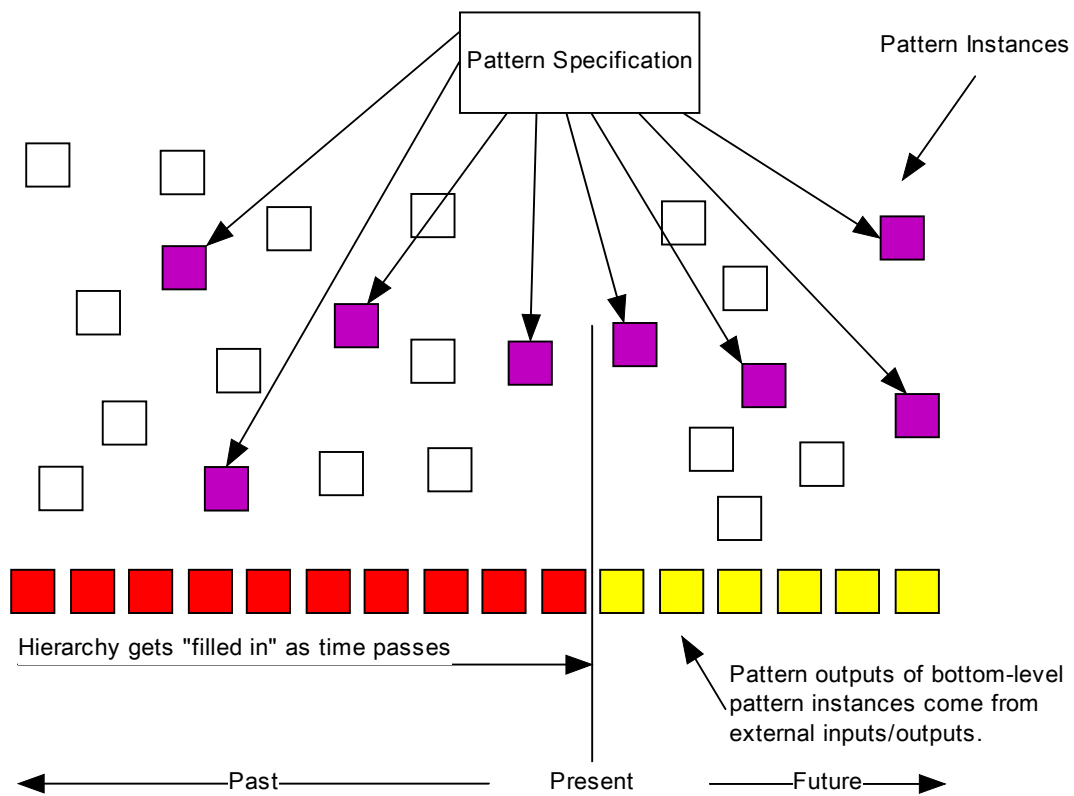 Pattern Specification
Pattern Instances
Hierarchy gets "filled in" as time passes
Pattern outputs of bottom-level
pattern instances come from
external inputs/outputs.
Past
Present
Future